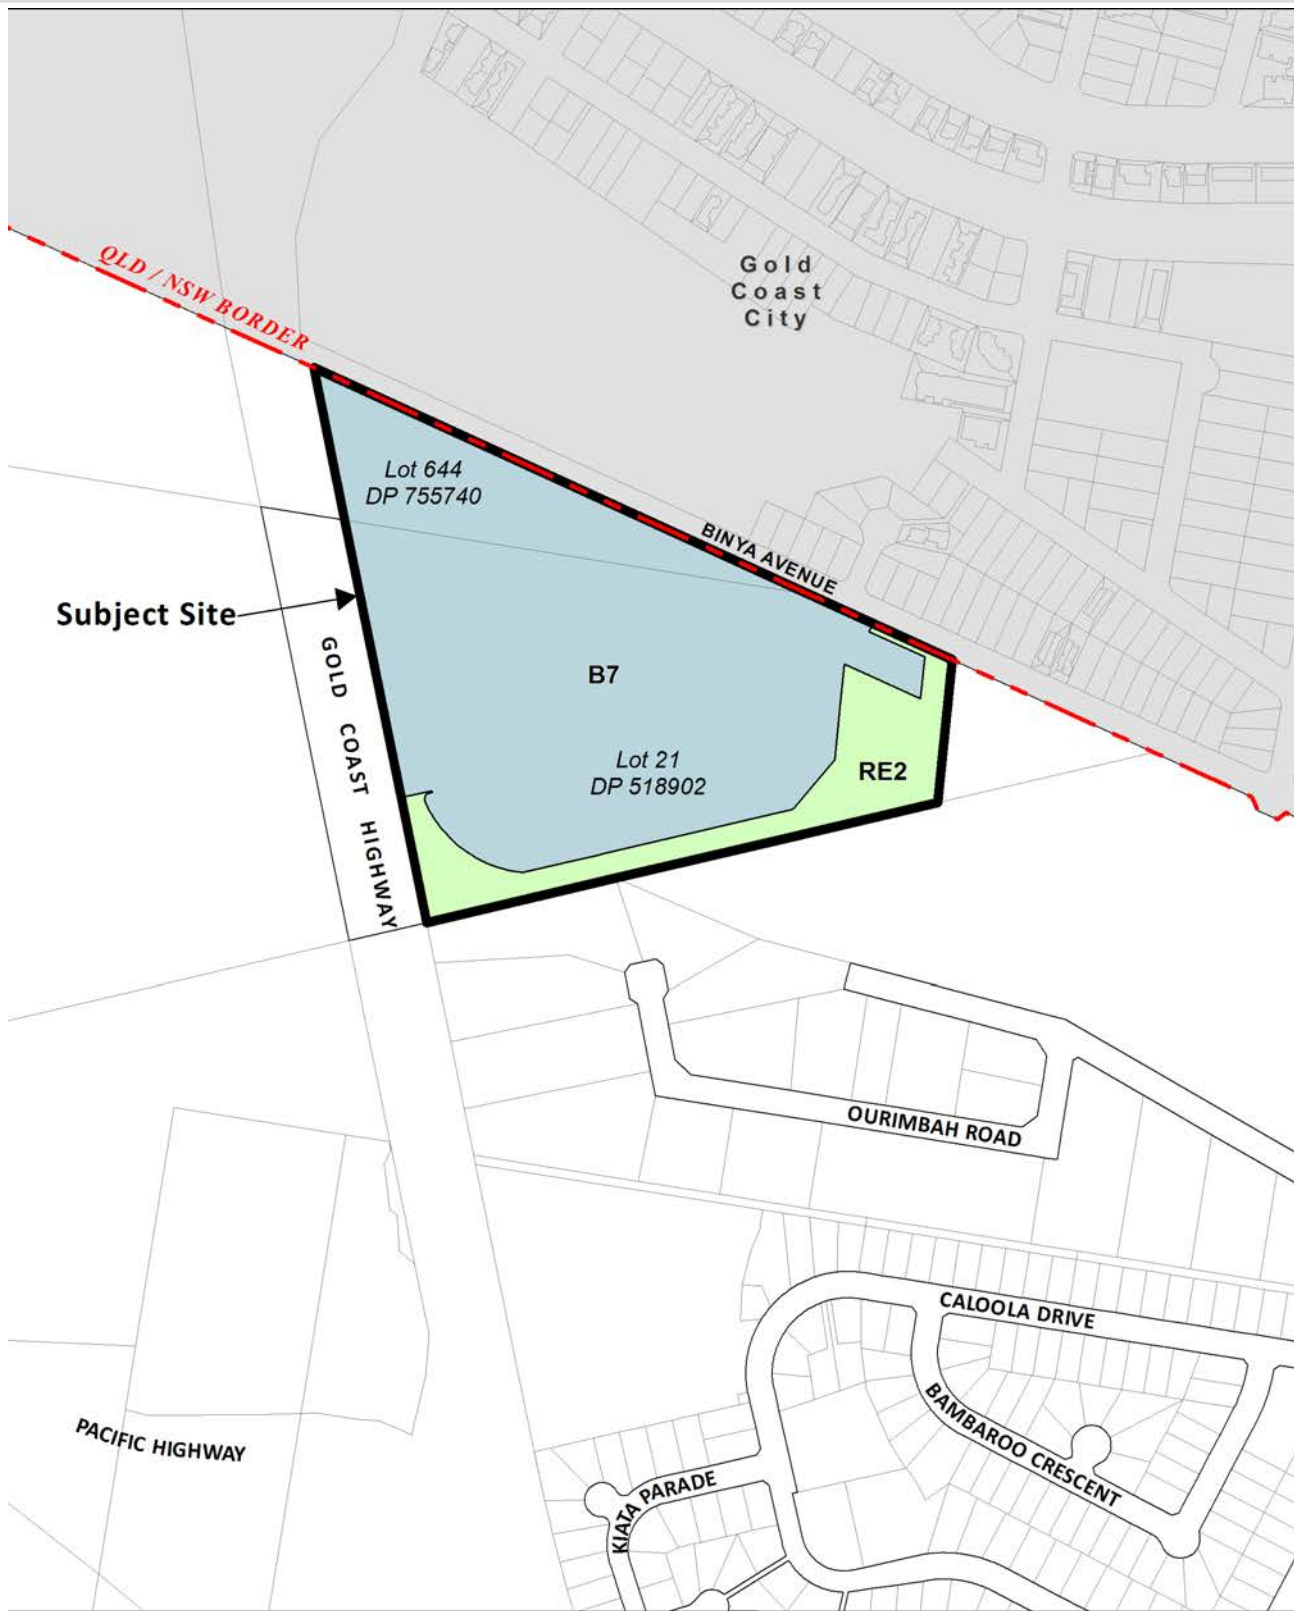 Gold
Coast
City
QLD / NSW BORDER
Lot 644
DP 755740
BINYA AVENUE
Subject Site
GOLD COAST HIGHWAY
B7
Lot 21
DP 518902
RE2
OURIMBAH ROAD
CALOOLA DRIVE
BAMBAROO CRESCENT
PACIFIC HIGHWAY
KIATA PARADE